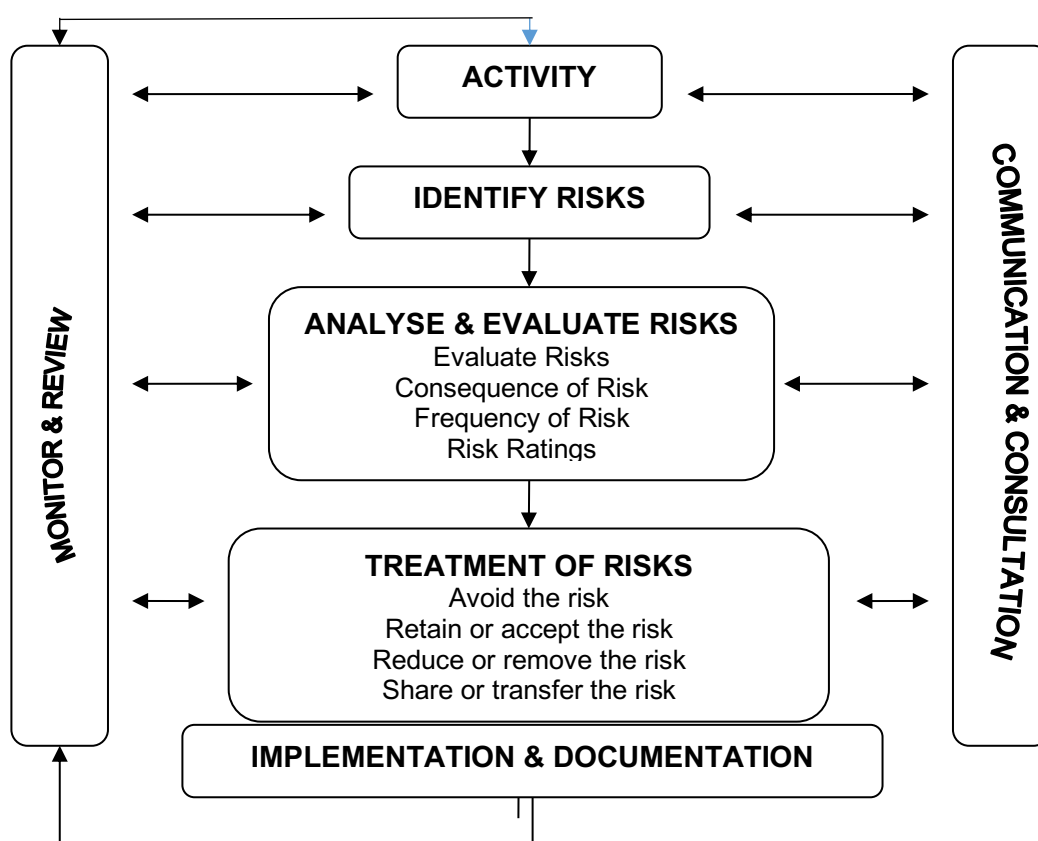 ACTIVITY
IDENTIFY RISKS
ANALYSE & EVALUATE RISKS
Evaluate Risks
Consequence of Risk
Frequency of Risk
Risk Ratings
TREATMENT OF RISKS
Avoid the risk
Retain or accept the risk
Reduce or remove the risk
Share or transfer the risk
IMPLEMENTATION & DOCUMENTATION
MONITOR & REVIEW
COMMUNICATION & CONSULTATION